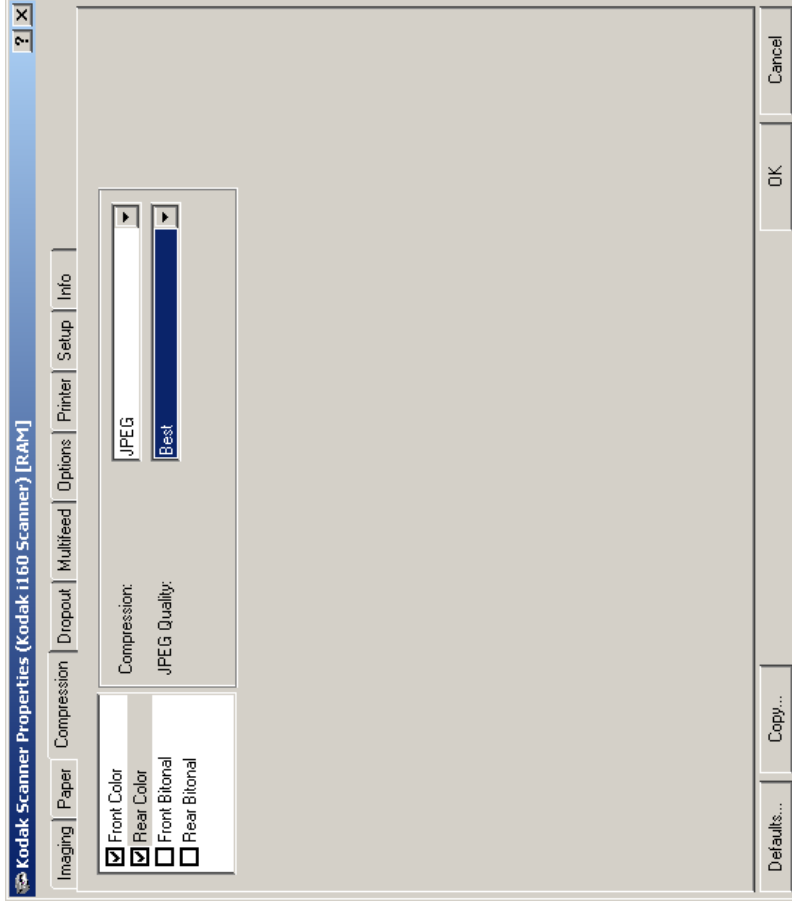 Kodak Scanner Properties (Kodak i160 Scanner) [RAM]
Imaging Paper Compression Dropout Multifeed Options Printer Setup Info
Front Color
Rear Color
Front Bitonal
Rear Bitonal
Compression: JPEG
JPEG Quality: Best
Defaults... Copy... OK Cancel